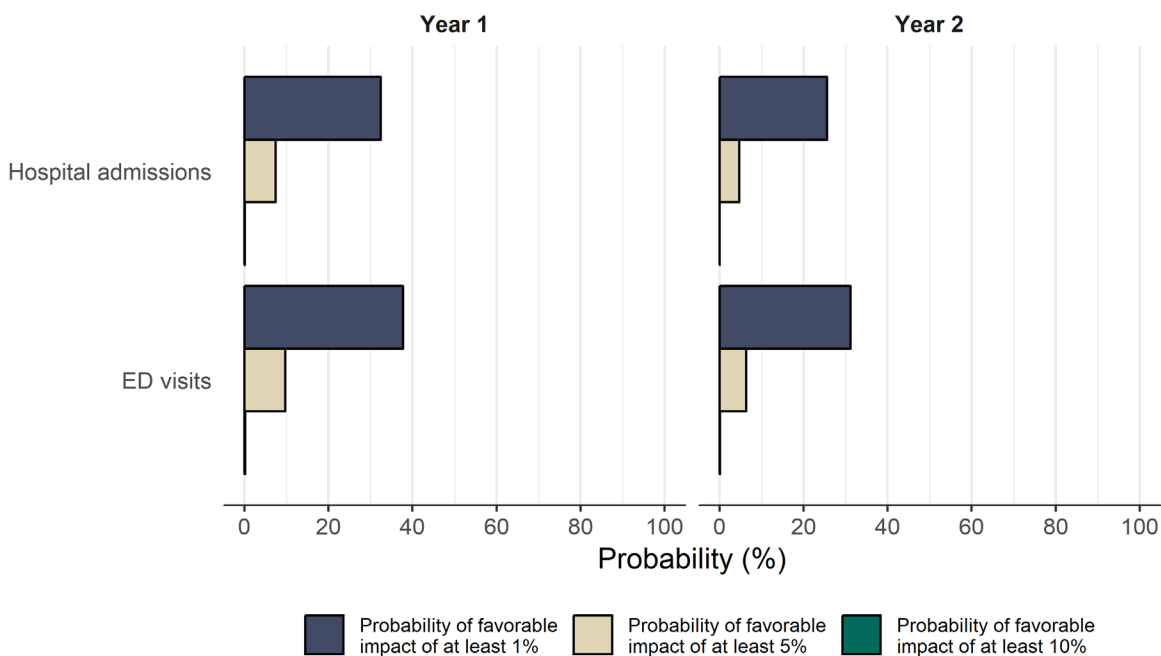 Year 1
Year 2
Hospital admissions
ED visits
0 20 40 60 80 100
0 20 40 60 80 100
Probability (%)
Probability of favorable
impact of at least 1%
Probability of favorable
impact of at least 5%
Probability of favorable
impact of at least 10%